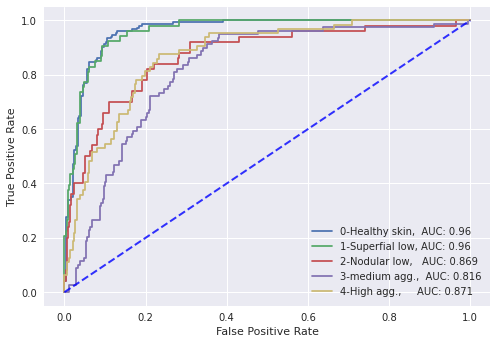 1.0
0.8
0.6
0.4
0.2
0.0
True Positive Rate
0-Healthy skin, AUC: 0.96
1-Superfial low, AUC: 0.96
2-Nodular low, AUC: 0.869
3-medium agg., AUC: 0.816
4-High agg., AUC: 0.871
0.0 0.2 0.4 0.6 0.8 1.0
False Positive Rate